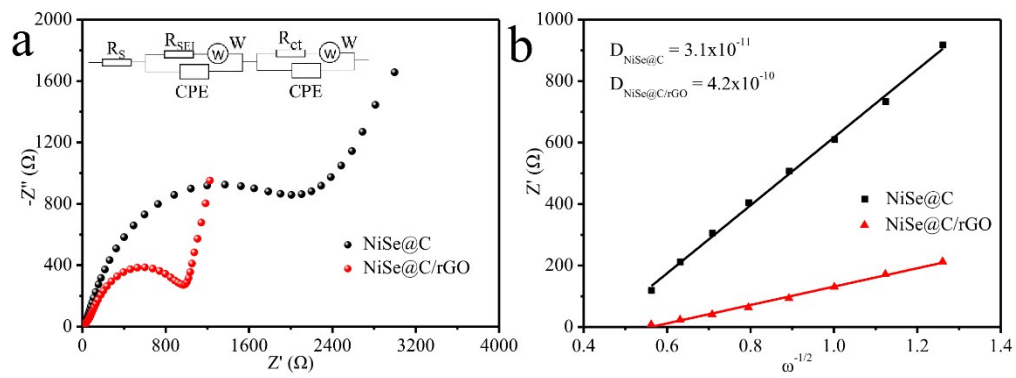 a
R_S R_SEI W W R_ct W W
CPE CPE
-Z'' (Ω)
2000
1600
1200
800
400
0
NiSe@C
NiSe@C/rGO
0 800 1600 2400 3200 4000
Z' (Ω)
b
D_NiSe@C = 3.1x10^-11
D_NiSe@C/rGO = 4.2x10^-10
Z' (Ω)
1000
800
600
400
200
0
NiSe@C
NiSe@C/rGO
0.4 0.6 0.8 1.0 1.2 1.4
ω^-1/2